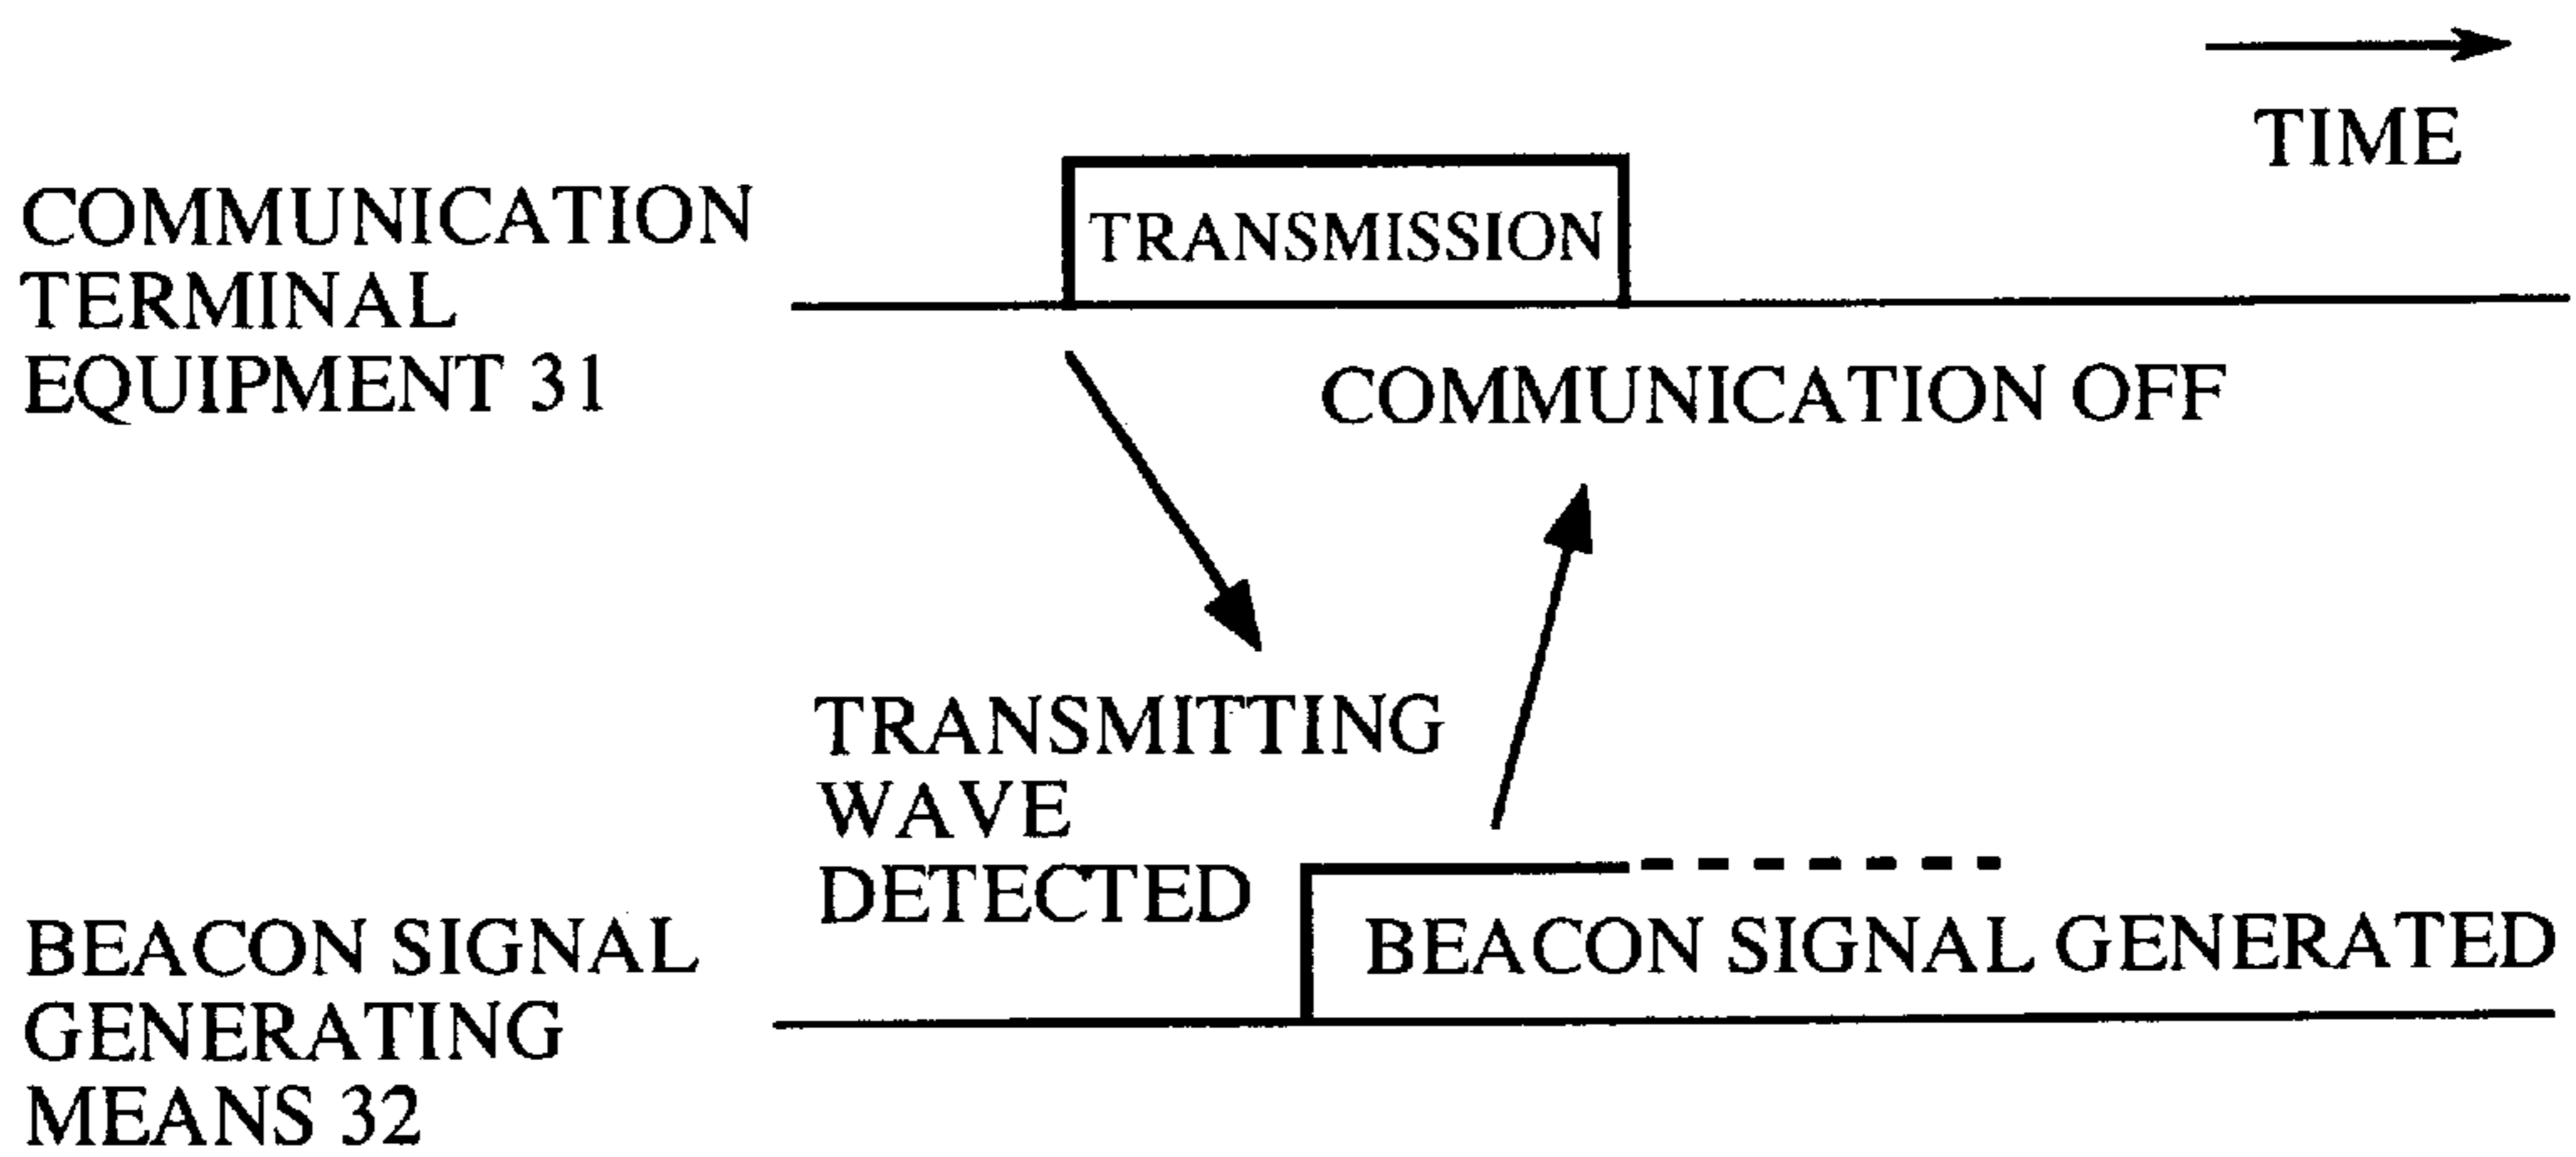 TIME
COMMUNICATION
TERMINAL
EQUIPMENT 31
TRANSMISSION
COMMUNICATION OFF
TRANSMITTING
WAVE
DETECTED
BEACON SIGNAL
GENERATING
MEANS 32
BEACON SIGNAL GENERATED